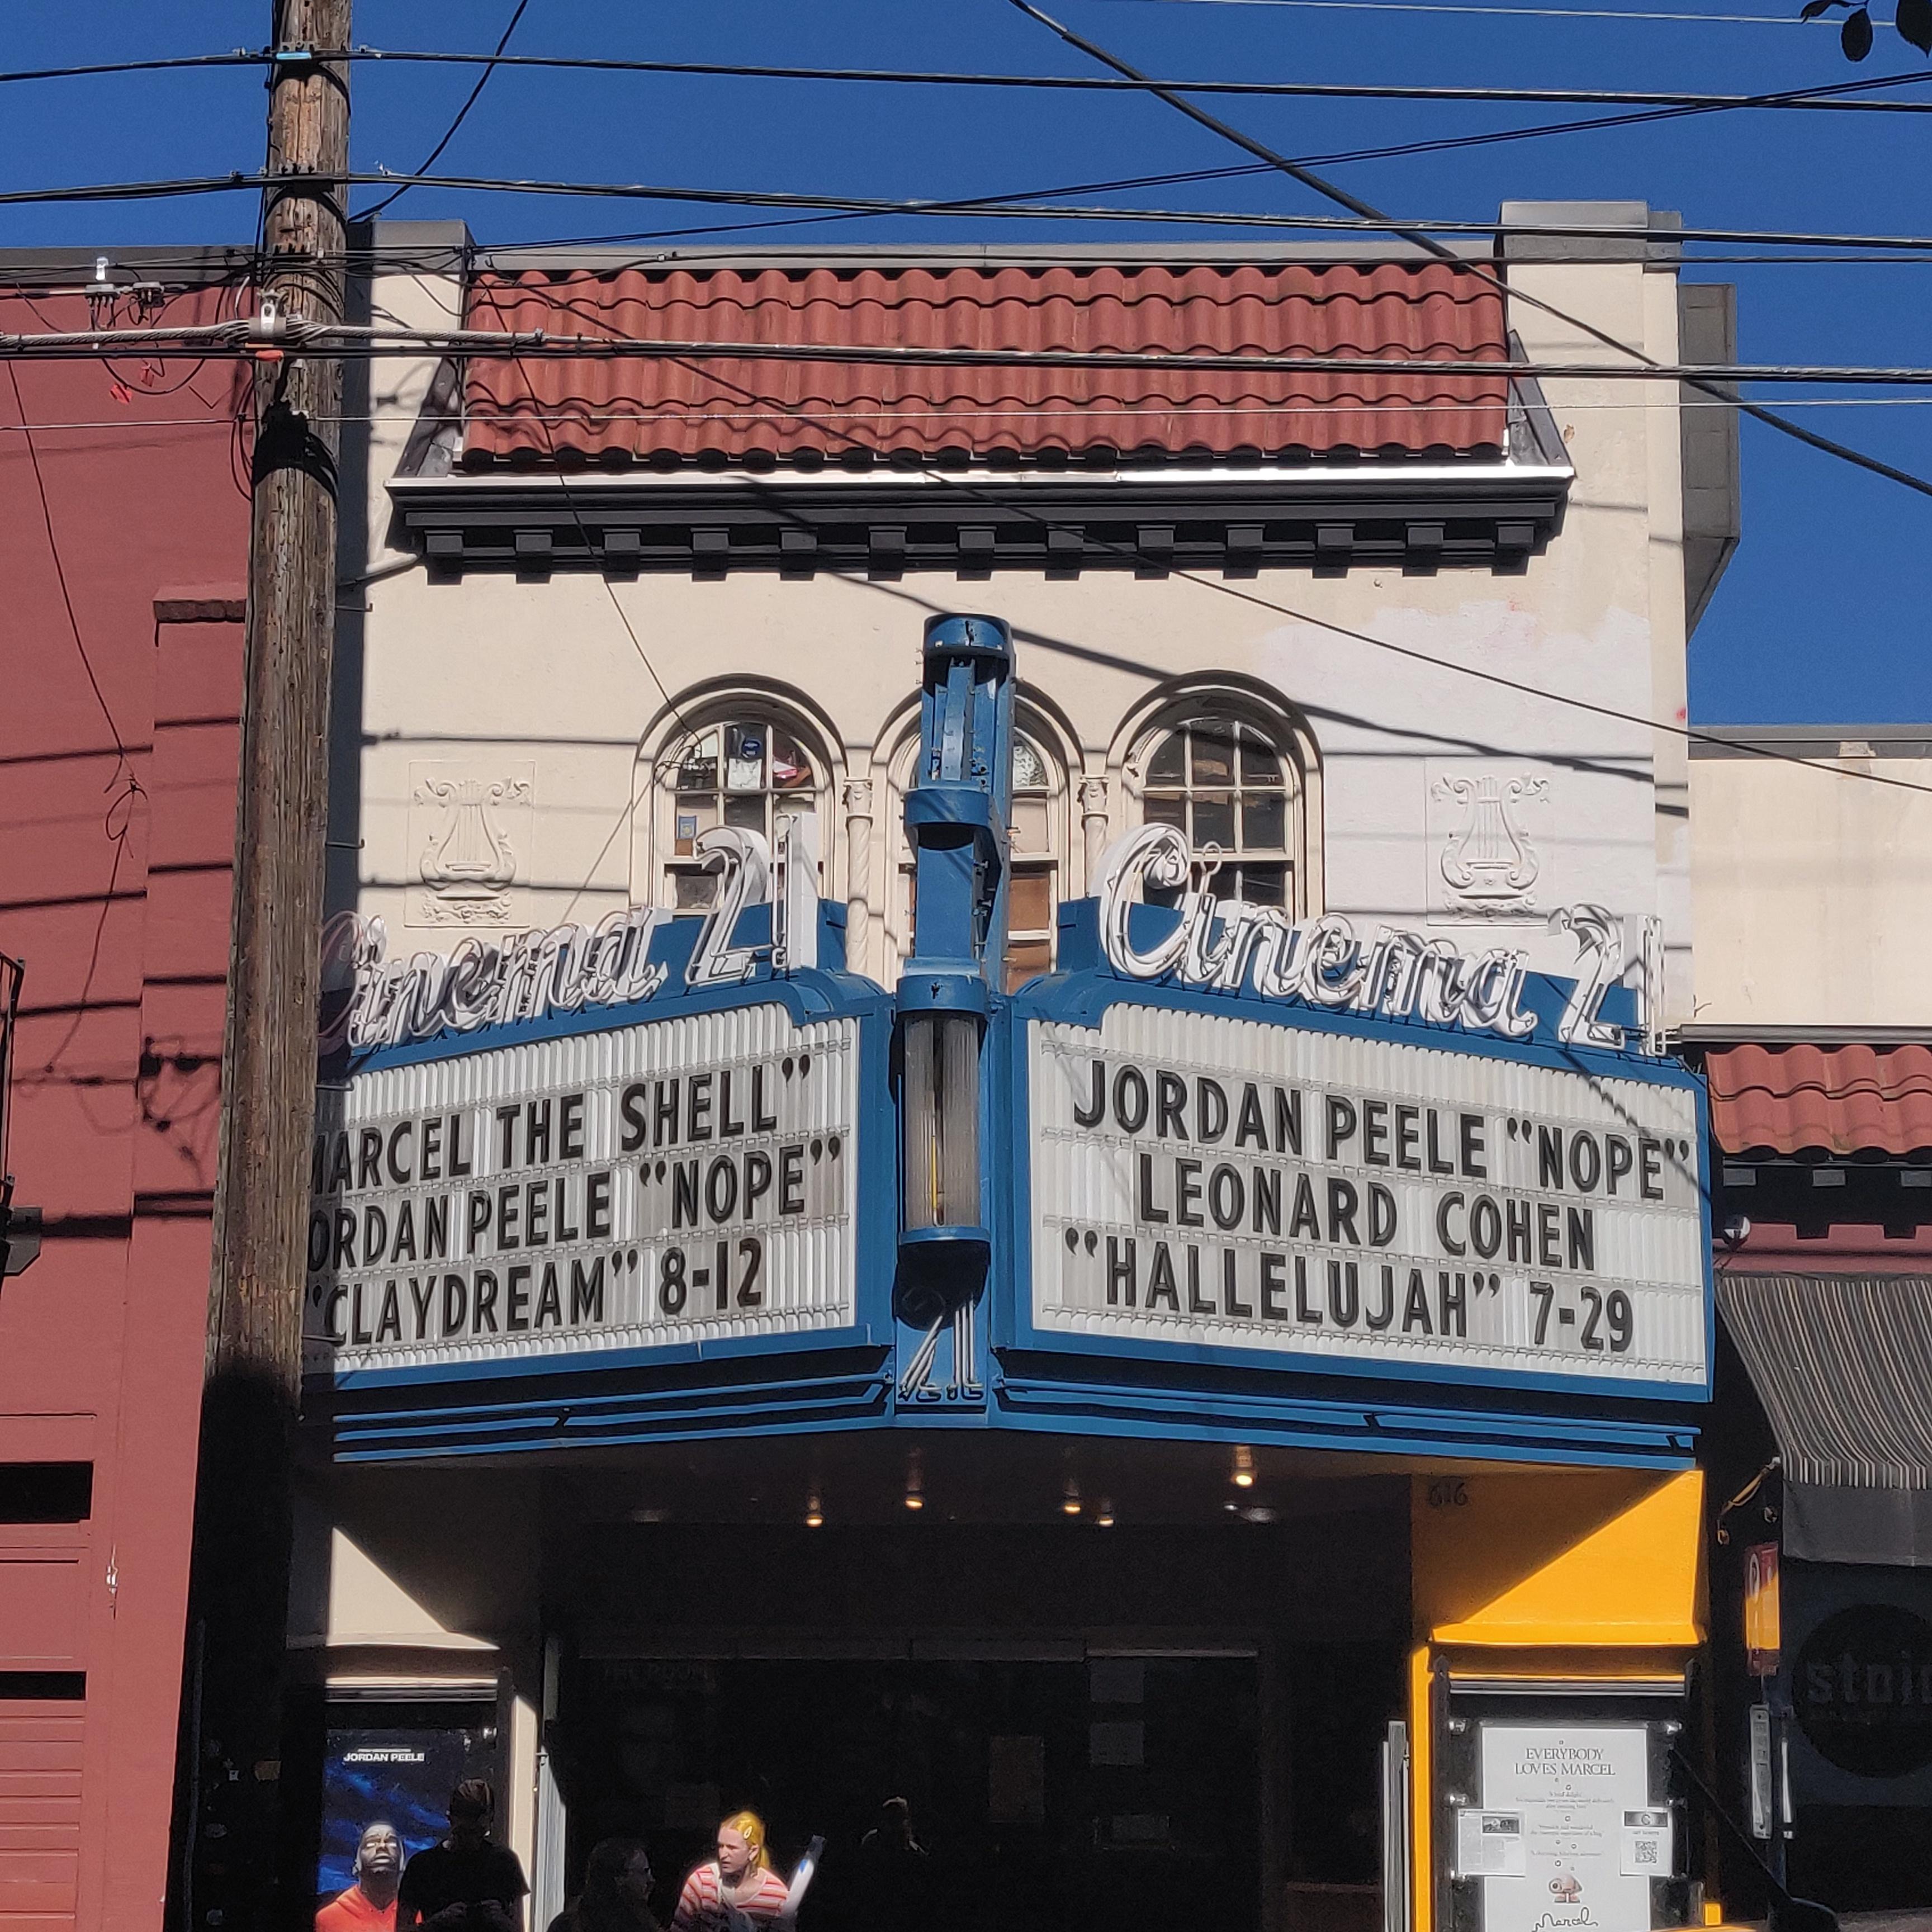 Cinema 21
Cinema 21
MARCEL THE SHELL”
JORDAN PEELE “NOPE”
“CLAYDREAM” 8-12
JORDAN PEELE “NOPE”
LEONARD COHEN
“HALLELUJAH” 7-29
616
JORDAN PEELE
EVERYBODY
LOVES MARCEL
Marcel